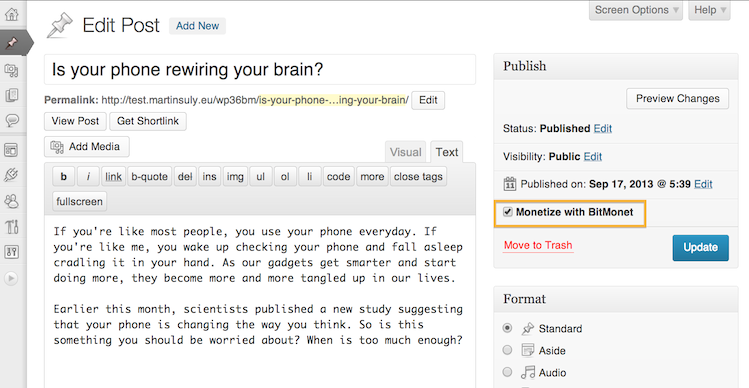 Screen Options ▾ Help ▾
Edit Post Add New
Is your phone rewiring your brain?
Permalink: http://test.martinsuly.eu/wp36bm/is-your-phone-…ing-your-brain/ Edit
View Post Get Shortlink
Add Media
Visual Text
b i link b-quote del ins img ul ol li code more close tags
fullscreen
If you're like most people, you use your phone everyday. If
you're like me, you wake up checking your phone and fall asleep
cradling it in your hand. As our gadgets get smarter and start
doing more, they become more and more tangled up in our lives.
Earlier this month, scientists published a new study suggesting
that your phone is changing the way you think. So is this
something you should be worried about? When is too much enough?
Publish
Preview Changes
Status: Published Edit
Visibility: Public Edit
11 Published on: Sep 17, 2013 @ 5:39 Edit
Monetize with BitMonet
Move to Trash Update
Format
Standard
Aside
Audio